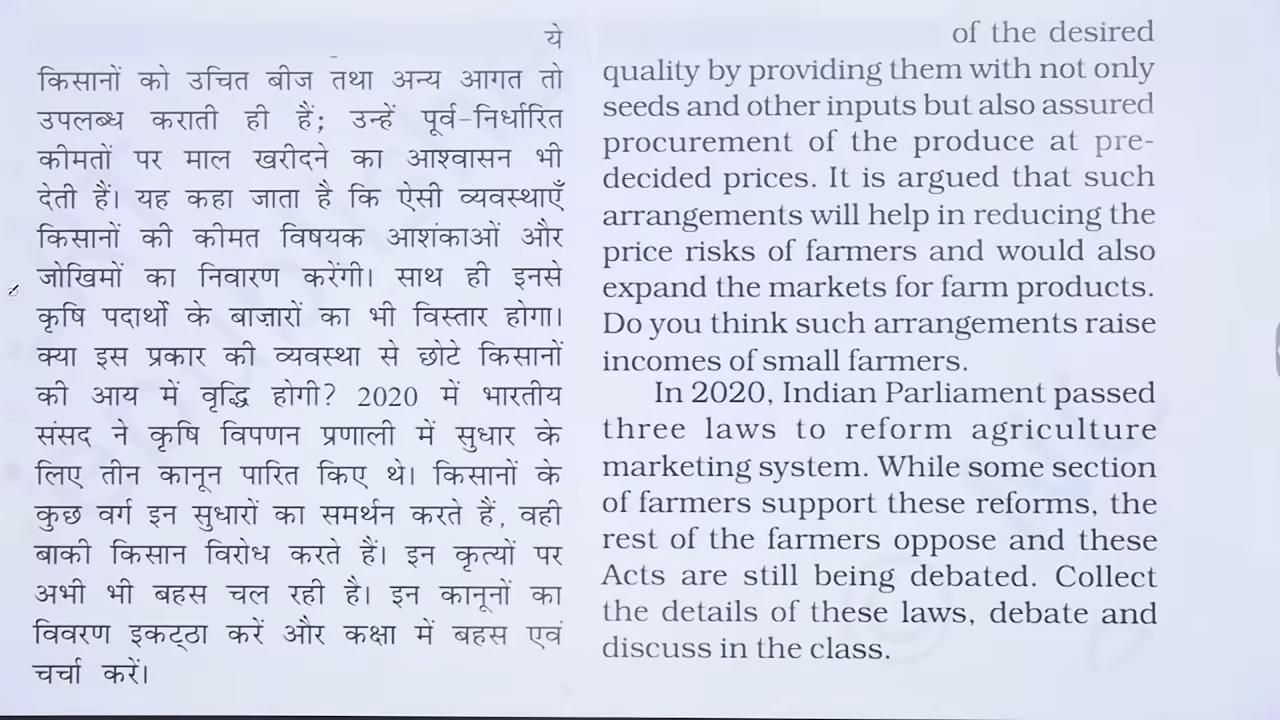 ये
किसानों को उचित बीज तथा अन्य आगत तो
उपलब्ध कराती ही हैं; उन्हें पूर्व-निर्धारित
कीमतों पर माल खरीदने का आश्वासन भी
देती हैं। यह कहा जाता है कि ऐसी व्यवस्थाएँ
किसानों की कीमत विषयक आशंकाओं और
जोखिमों का निवारण करेंगी। साथ ही इनसे
कृषि पदार्थों के बाज़ारों का भी विस्तार होगा।
क्या इस प्रकार की व्यवस्था से छोटे किसानों
की आय में वृद्धि होगी? 2020 में भारतीय
संसद ने कृषि विपणन प्रणाली में सुधार के
लिए तीन कानून पारित किए थे। किसानों के
कुछ वर्ग इन सुधारों का समर्थन करते हैं, वही
बाकी किसान विरोध करते हैं। इन कृत्यों पर
अभी भी बहस चल रही है। इन कानूनों का
विवरण इकट्ठा करें और कक्षा में बहस एवं
चर्चा करें।
of the desired
quality by providing them with not only
seeds and other inputs but also assured
procurement of the produce at pre-
decided prices. It is argued that such
arrangements will help in reducing the
price risks of farmers and would also
expand the markets for farm products.
Do you think such arrangements raise
incomes of small farmers.
In 2020, Indian Parliament passed
three laws to reform agriculture
marketing system. While some section
of farmers support these reforms, the
rest of the farmers oppose and these
Acts are still being debated. Collect
the details of these laws, debate and
discuss in the class.